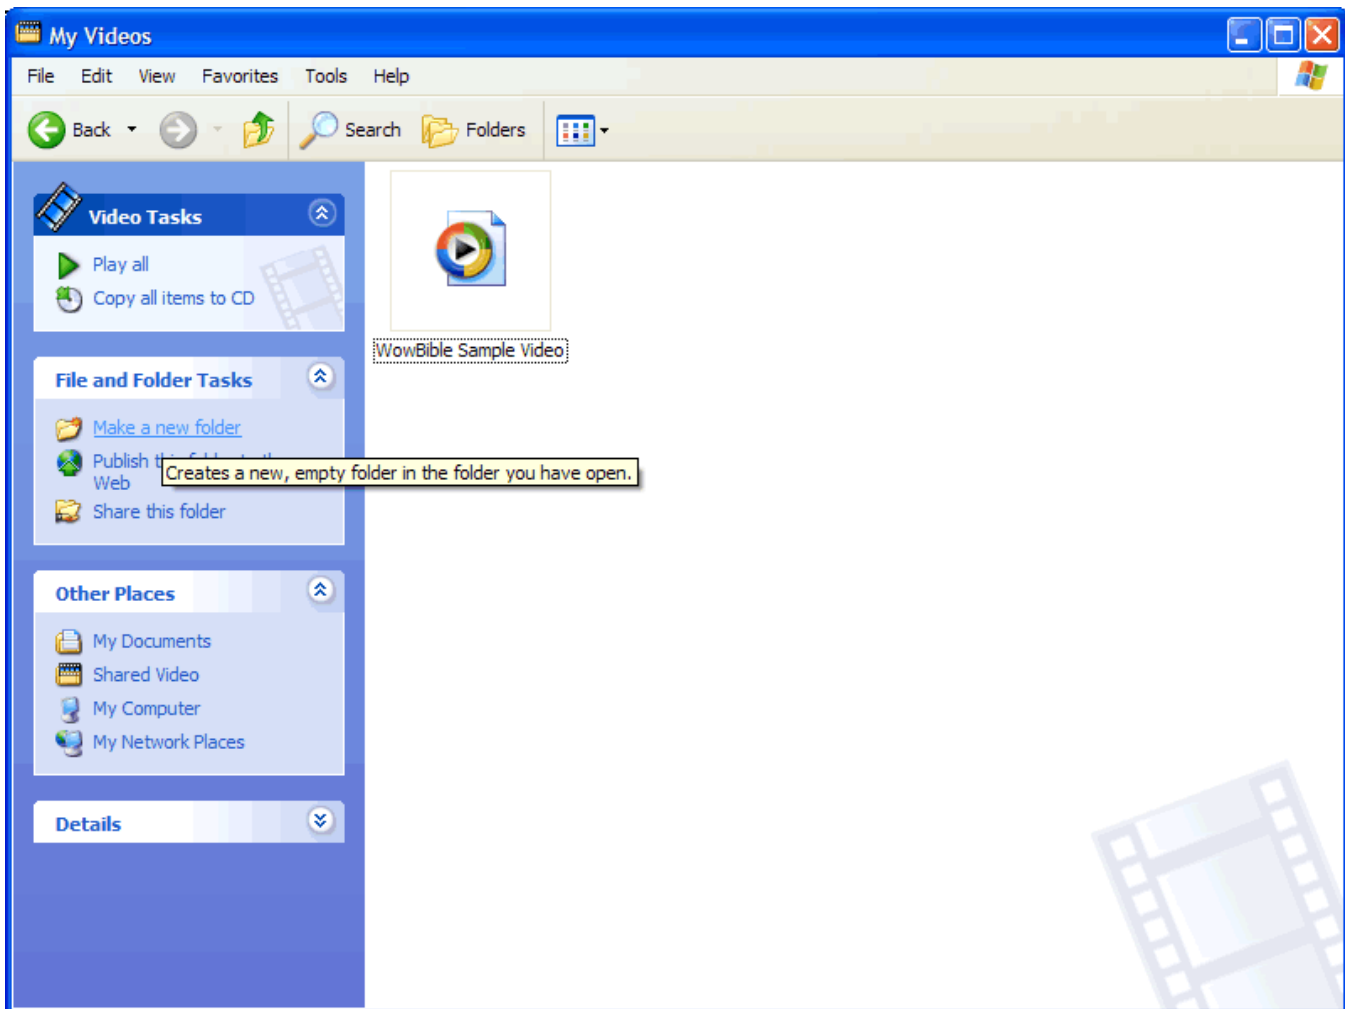 My Videos
File Edit View Favorites Tools Help
Back Search Folders
Video Tasks
Play all
Copy all items to CD
WowBible Sample Video
File and Folder Tasks
Make a new folder
Publish
Web
Creates a new, empty folder in the folder you have open.
Share this folder
Other Places
My Documents
Shared Video
My Computer
My Network Places
Details